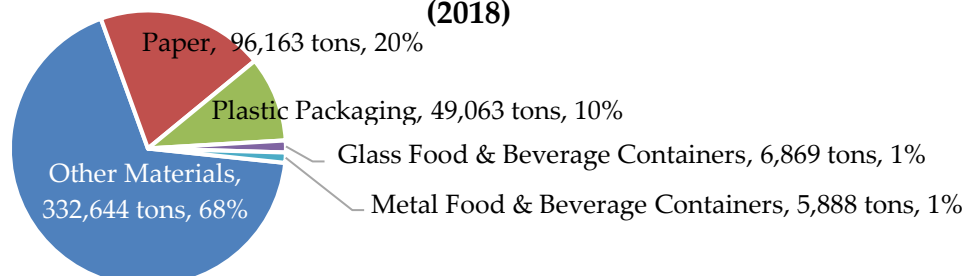 (2018)
Paper, 96,163 tons, 20%
Plastic Packaging, 49,063 tons, 10%
Glass Food & Beverage Containers, 6,869 tons, 1%
Other Materials,
332,644 tons, 68%
Metal Food & Beverage Containers, 5,888 tons, 1%